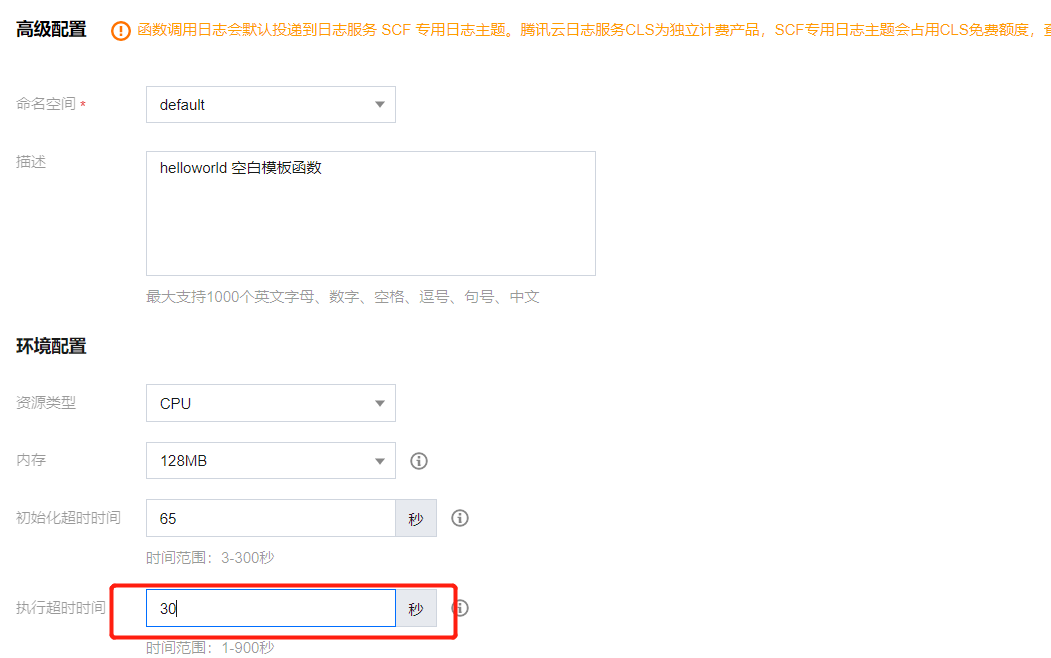 高级配置
函数调用日志会默认投递到日志服务 SCF 专用日志主题。腾讯云日志服务CLS为独立计费产品，SCF专用日志主题会占用CLS免费额度，
命名空间 *
default
描述
helloworld 空白模板函数
最大支持1000个英文字母、数字、空格、逗号、句号、中文
环境配置
资源类型
CPU
内存
128MB
初始化超时时间
65
秒
时间范围：3-300秒
执行超时时间
30
秒
时间范围：1-900秒